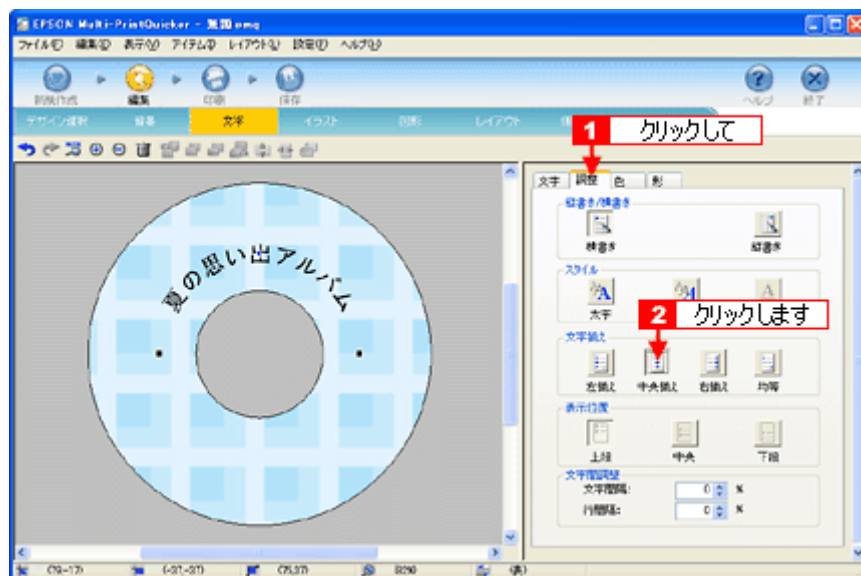 EPSON Multi-PrintQuicker - 無題.pmq
ファイル(F) 編集(E) 表示(V) アイテム(I) レイアウト(L) 設定(O) ヘルプ(H)
新規作成 編集 印刷 保存 ヘルプ 終了
デザイン選択 背景 文字 イラスト 図形 レイアウト
1 クリックして
文字 調整 色 形
縦書き/横書き
横書き 縦書き
スタイル
太字
2 クリックします
文字揃え
左揃え 中央揃え 右揃え 均等
表示位置
上段 中央 下段
文字間調整
文字間隔: 0 %
行間隔: 0 %
夏の思い出アルバム